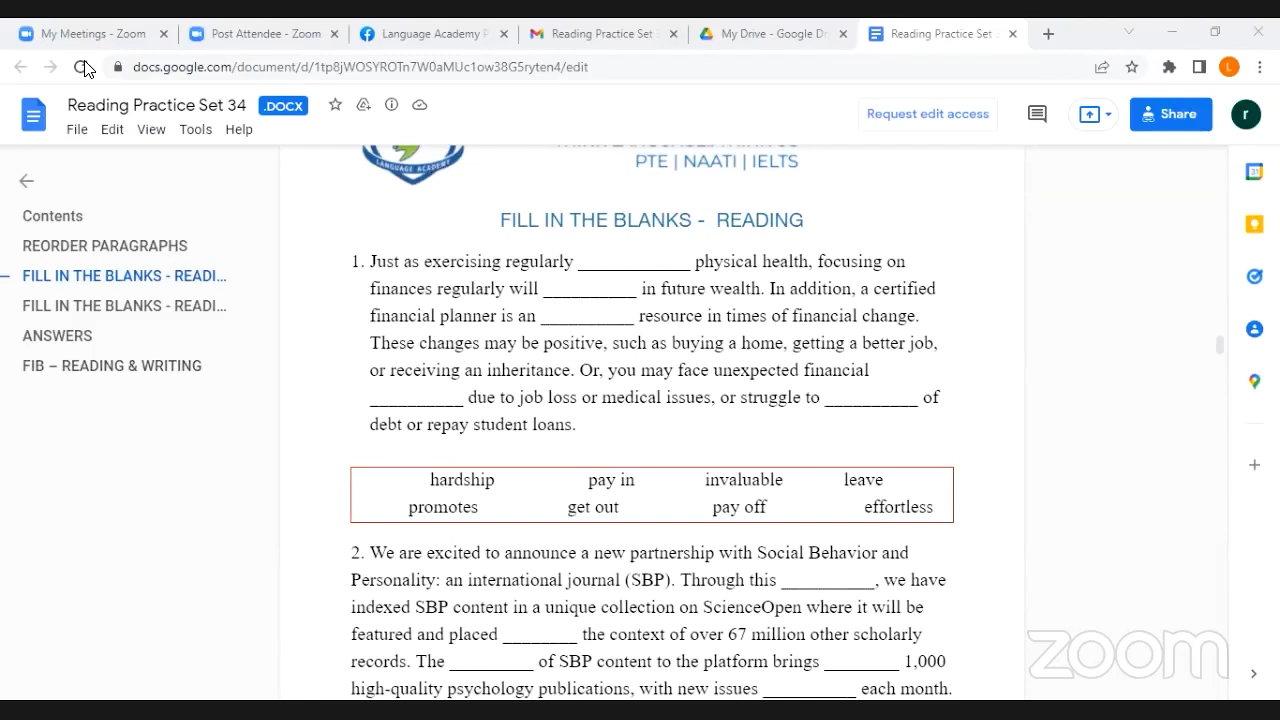 My Meetings - Zoom
Post Attendee - Zoom
Language Academy
Reading Practice Set
My Drive - Google Dr
Reading Practice Set
docs.google.com/document/d/1tp8jWOSYROTn7W0aMUc1ow38G5ryten4/edit
L
Reading Practice Set 34
.DOCX
File Edit View Tools Help
Request edit access
Share
r
31
LANGUAGE ACADEMY
PTE | NAATI | IELTS
Contents
REORDER PARAGRAPHS
FILL IN THE BLANKS - READI...
FILL IN THE BLANKS - READI...
ANSWERS
FIB – READING & WRITING
FILL IN THE BLANKS - READING
1. Just as exercising regularly ____________ physical health, focusing on
finances regularly will __________ in future wealth. In addition, a certified
financial planner is an __________ resource in times of financial change.
These changes may be positive, such as buying a home, getting a better job,
or receiving an inheritance. Or, you may face unexpected financial
__________ due to job loss or medical issues, or struggle to __________ of
debt or repay student loans.
hardship pay in invaluable leave
promotes get out pay off effortless
2. We are excited to announce a new partnership with Social Behavior and
Personality: an international journal (SBP). Through this __________, we have
indexed SBP content in a unique collection on ScienceOpen where it will be
featured and placed ________ the context of over 67 million other scholarly
records. The _________ of SBP content to the platform brings ________ 1,000
high-quality psychology publications, with new issues __________ each month.
zoom